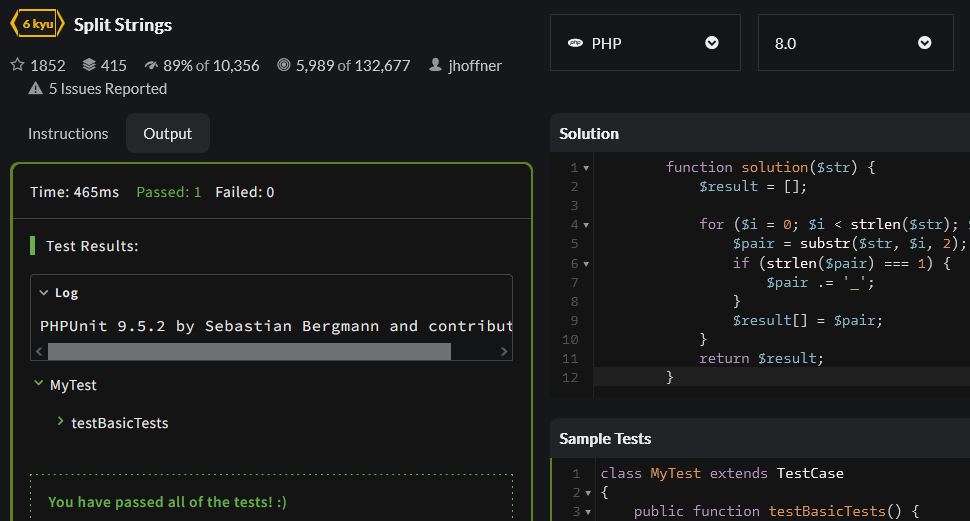 6 kyu Split Strings
1852 415 89% of 10,356 5,989 of 132,677 jhoffner
5 Issues Reported
Instructions Output
Time: 465ms Passed: 1 Failed: 0
Test Results:
Log
PHPUnit 9.5.2 by Sebastian Bergmann and contribut
MyTest
testBasicTests
You have passed all of the tests! :)
php PHP 8.0
Solution
1 function solution($str) {
2 $result = [];
3
4 for ($i = 0; $i < strlen($str); $
5 $pair = substr($str, $i, 2);
6 if (strlen($pair) === 1) {
7 $pair .= '_';
8 }
9 $result[] = $pair;
10 }
11 return $result;
12 }
Sample Tests
1 class MyTest extends TestCase
2 {
3 public function testBasicTests() {